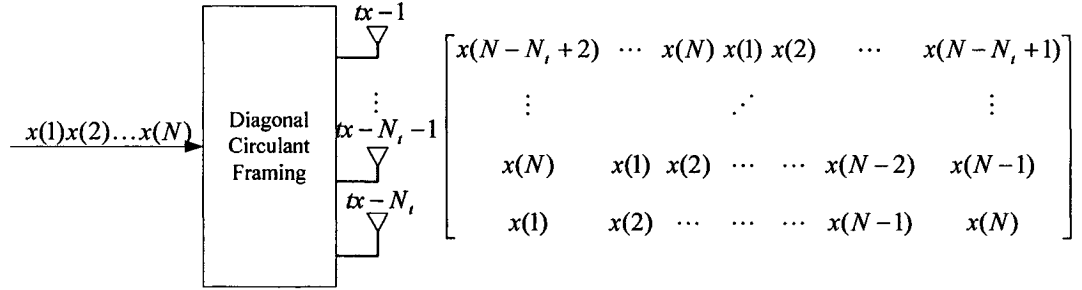 tx−1
x(N−N_t+2) ⋯ x(N) x(1) x(2) ⋯ x(N−N_t+1)
⋮ ⋮ ⋰ ⋮
Diagonal
x(1)x(2)…x(N) tx−N_t−1
Circulant
Framing
x(N) x(1) x(2) ⋯ ⋯ x(N−2) x(N−1)
tx−N_t
x(1) x(2) ⋯ ⋯ ⋯ x(N−1) x(N)